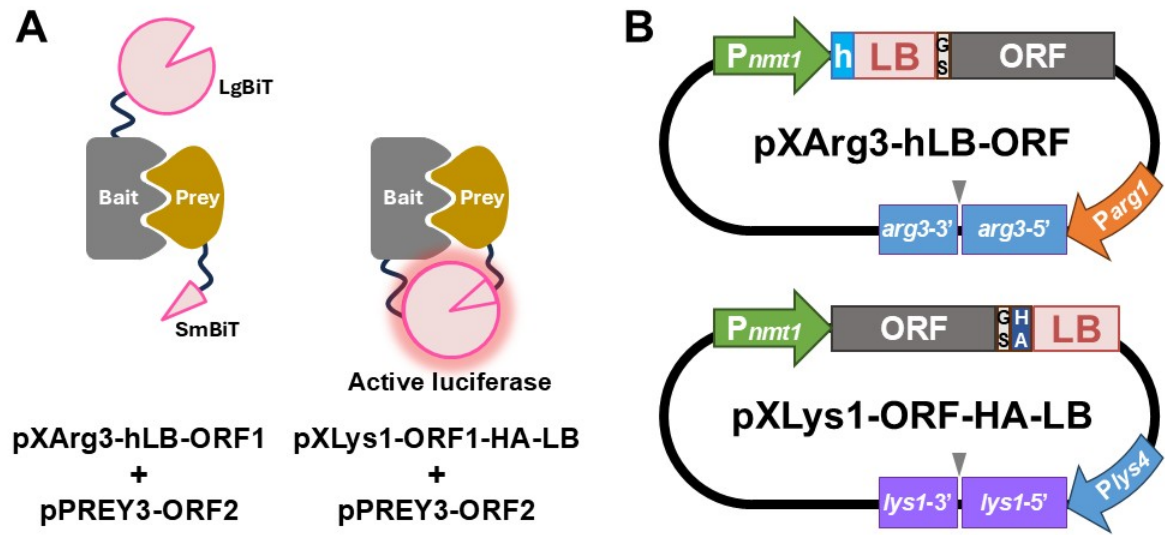 A
LgBiT
Bait
Prey
SmBiT
Bait
Prey
Active luciferase
pXArg3-hLB-ORF1
+
pPREY3-ORF2
pXLys1-ORF1-HA-LB
+
pPREY3-ORF2
B
Pnmt1
h
LB
GS
ORF
pXArg3-hLB-ORF
Parg1
arg3-3’
arg3-5’
Pnmt1
ORF
GS
HA
LB
pXLys1-ORF-HA-LB
Plys4
lys1-3’
lys1-5’